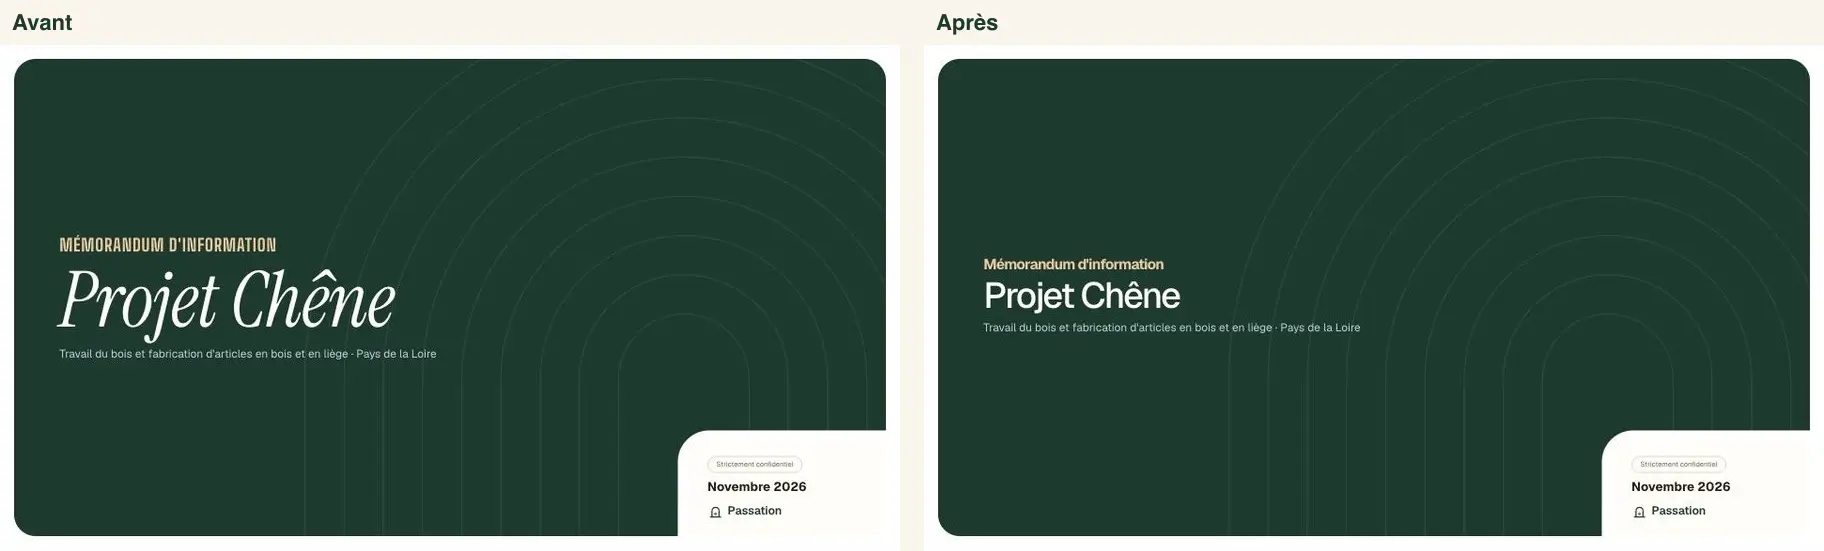 Avant
MÉMORANDUM D'INFORMATION
Projet Chêne
Travail du bois et fabrication d'articles en bois et en liège · Pays de la Loire
Strictement confidentiel
Novembre 2026
Passation
Après
Mémorandum d'information
Projet Chêne
Travail du bois et fabrication d'articles en bois et en liège · Pays de la Loire
Strictement confidentiel
Novembre 2026
Passation